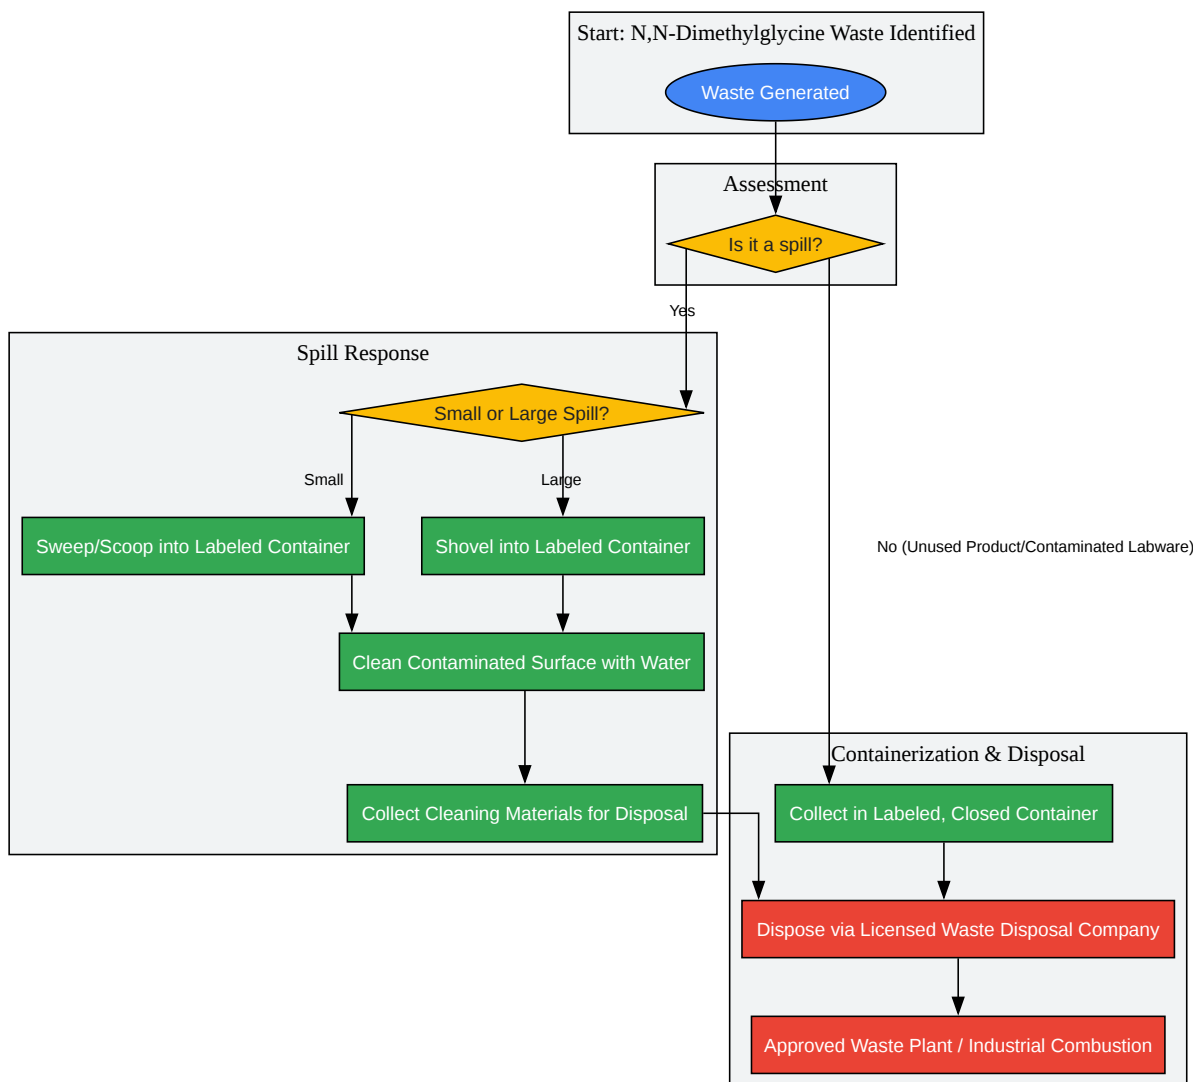 Start: N,N-Dimethylglycine Waste Identified
Waste Generated
Assessment
Is it a spill?
Yes
Spill Response
Small or Large Spill?
Small
Large
Sweep/Scoop into Labeled Container
Shovel into Labeled Container
No (Unused Product/Contaminated Labware)
Clean Contaminated Surface with Water
Containerization & Disposal
Collect Cleaning Materials for Disposal
Collect in Labeled, Closed Container
Dispose via Licensed Waste Disposal Company
Approved Waste Plant / Industrial Combustion